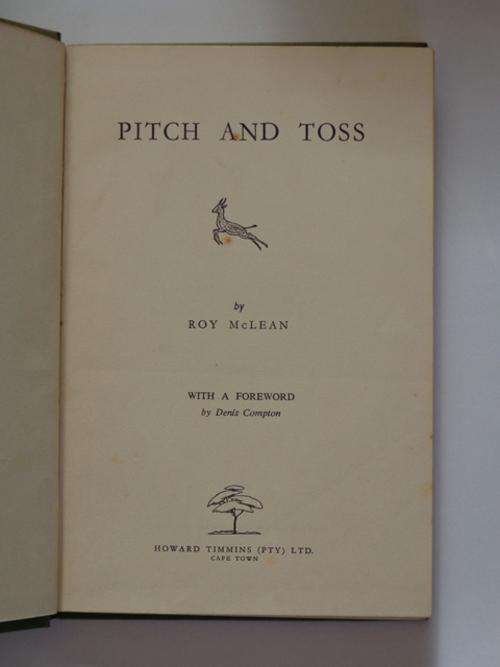 PITCH AND TOSS
by
ROY McLEAN
WITH A FOREWORD
by Denis Compton
HOWARD TIMMINS (PTY) LTD.
CAPE TOWN